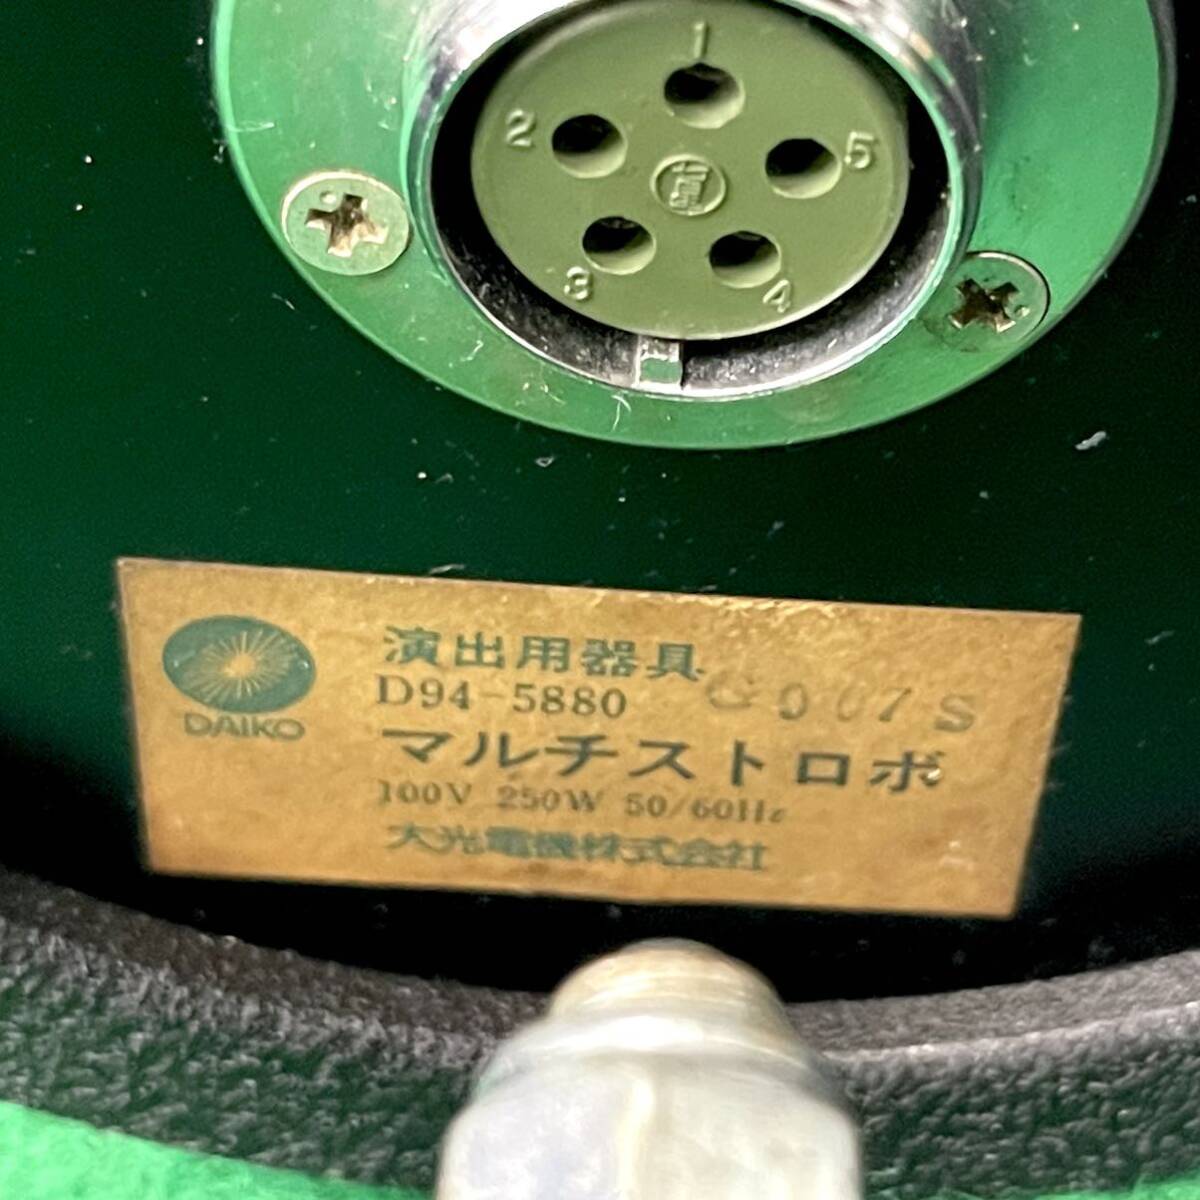 1
2
5
3
4
演出用器具
D94-5880
DAIKO
マルチストロボ
100V 250W 50/60Hz
大光電機株式会社